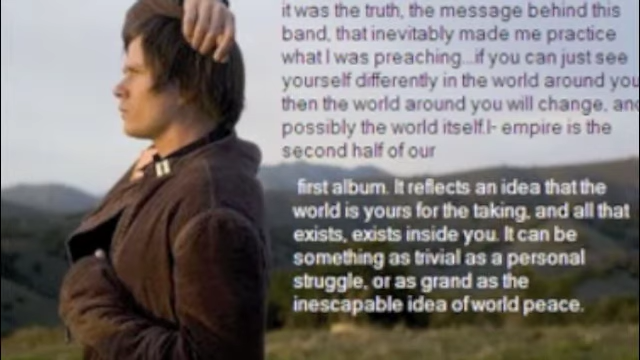 it was the truth, the message behind this
band, that inevitably made me practice
what I was preaching...if you can just see
yourself differently in the world around you
then the world around you will change, and
possibly the world itself.I- empire is the
second half of our
first album. It reflects an idea that the
world is yours for the taking, and all that
exists, exists inside you. It can be
something as trivial as a personal
struggle, or as grand as the
inescapable idea of world peace.